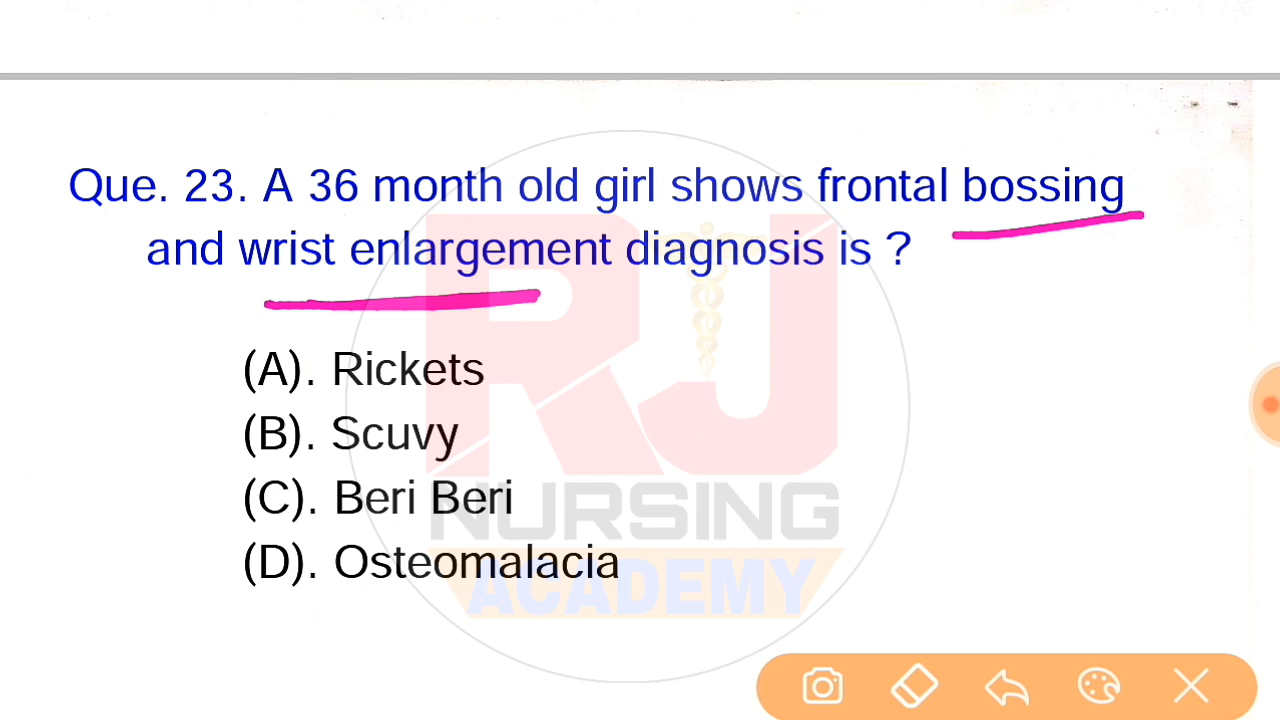 Que. 23. A 36 month old girl shows frontal bossing
and wrist enlargement diagnosis is ?
(A). Rickets
(B). Scuvy
(C). Beri Beri
(D). Osteomalacia
RJ
NURSING
ACADEMY